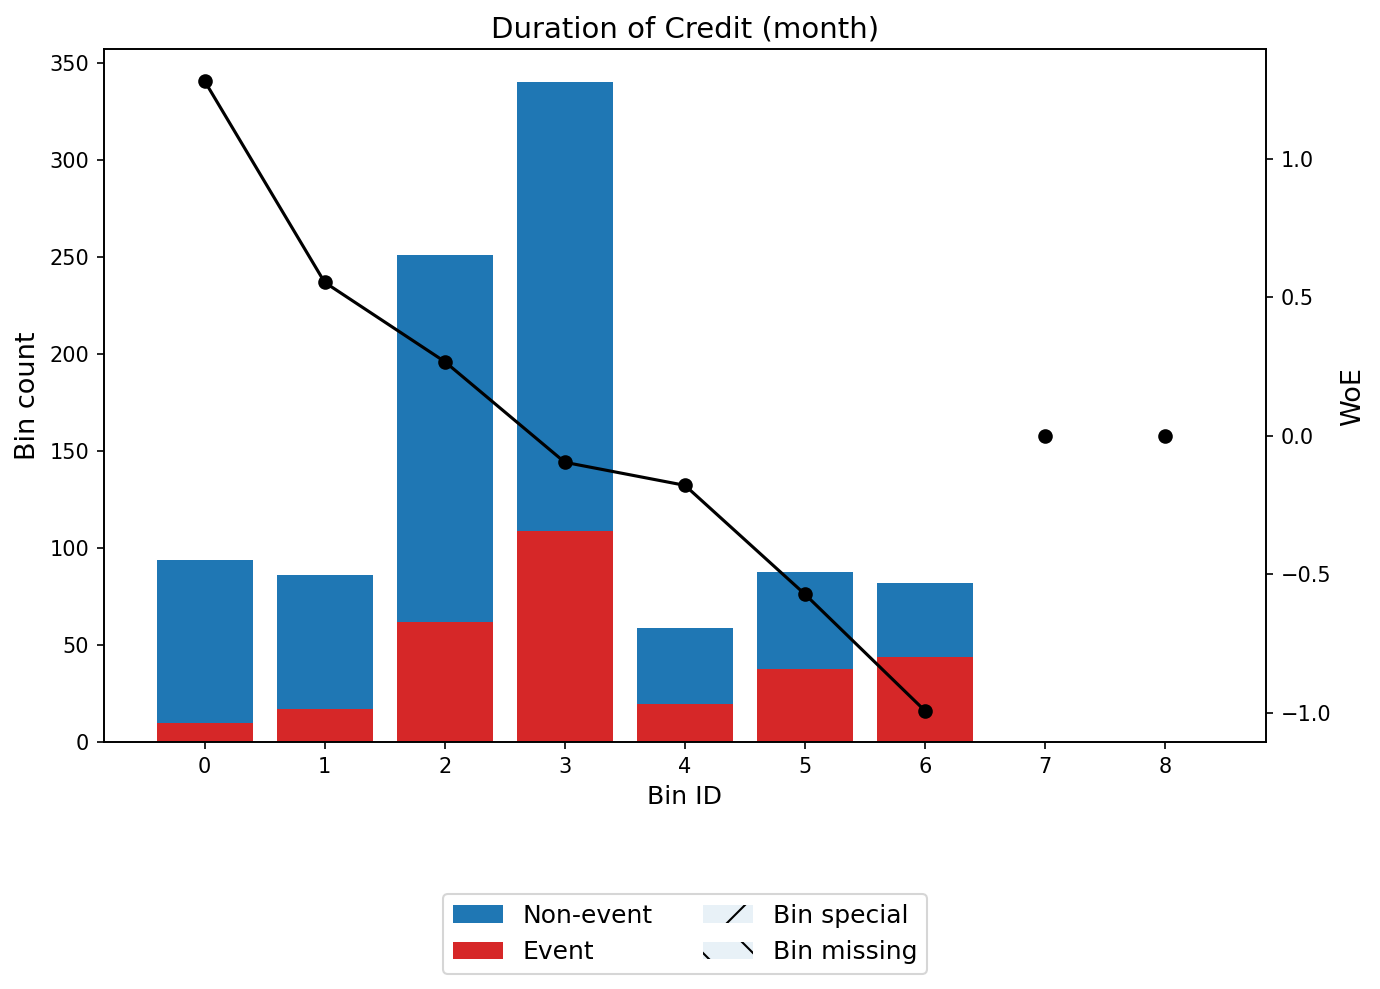 Duration of Credit (month)
350
300
250
200
150
100
50
0
Bin count
1.0
0.5
0.0
−0.5
−1.0
WoE
0 1 2 3 4 5 6 7 8
Bin ID
Non-event
Event
Bin special
Bin missing